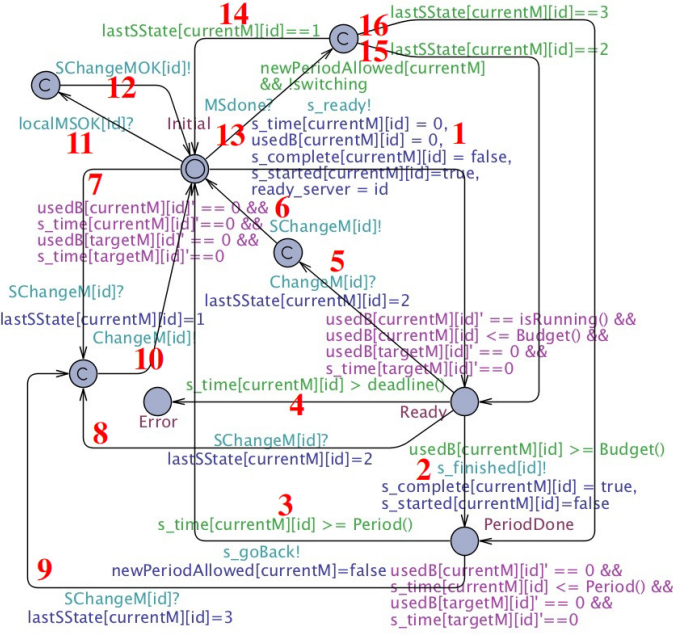 14
lastSState[currentM][id]==1
16
lastSState[currentM][id]==3
C
15
lastSState[currentM][id]==2
SChangeMOK[id]!
newPeriodAllowed[currentM]
&& !switching
C
12
MSdone?
s_ready!
localMSOK[id]?
Initial
13
s_time[currentM][id] = 0,
usedB[currentM][id] = 0,
s_complete[currentM][id] = false,
s_started[currentM][id]=true,
ready_server = id
1
11
C
7
usedB[currentM][id]' == 0 &&
s_time[currentM][id]'==0 &&
usedB[targetM][id]' == 0 &&
s_time[targetM][id]'==0
6
SChangeM[id]!
C
5
ChangeM[id]?
lastSState[currentM][id]=2
SChangeM[id]?
lastSState[currentM][id]=1
usedB[currentM][id]' == isRunning() &&
usedB[currentM][id] <= Budget() &&
usedB[targetM][id]' == 0 &&
s_time[targetM][id]'==0
ChangeM[id]!
10
C
s_time[currentM][id] > deadline()
4
Error
Ready
8
SChangeM[id]?
lastSState[currentM][id]=2
usedB[currentM][id] >= Budget()
2
s_finished[id]!
s_complete[currentM][id] = true,
s_started[currentM][id]=false
3
s_time[currentM][id] >= Period()
PeriodDone
s_goBack!
newPeriodAllowed[currentM]=false
9
SChangeM[id]?
lastSState[currentM][id]=3
usedB[currentM][id]' == 0 &&
s_time[currentM][id] <= Period() &&
usedB[targetM][id]' == 0 &&
s_time[targetM][id]'==0